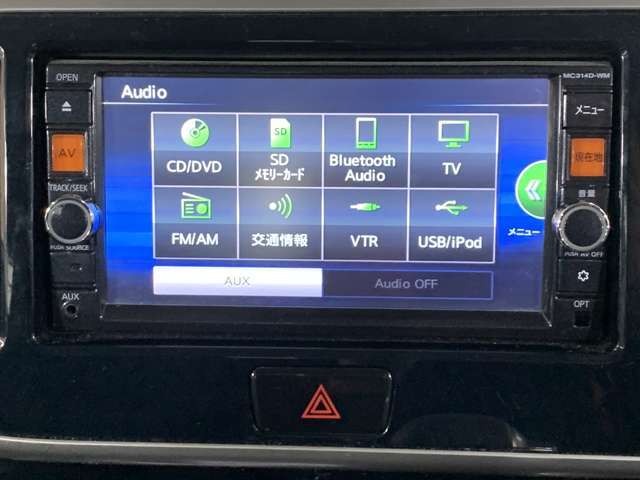 OPEN
MC314D-WM
Audio
メニュー
AV
現在地
CD/DVD
SD
メモリーカード
SD
Bluetooth
Audio
TV
TRACK/SEEK
音量
FM/AM
交通情報
VTR
USB/iPod
メニュー
PUSH SOURCE
PUSH AV OFF
AUX
Audio OFF
AUX
OPT